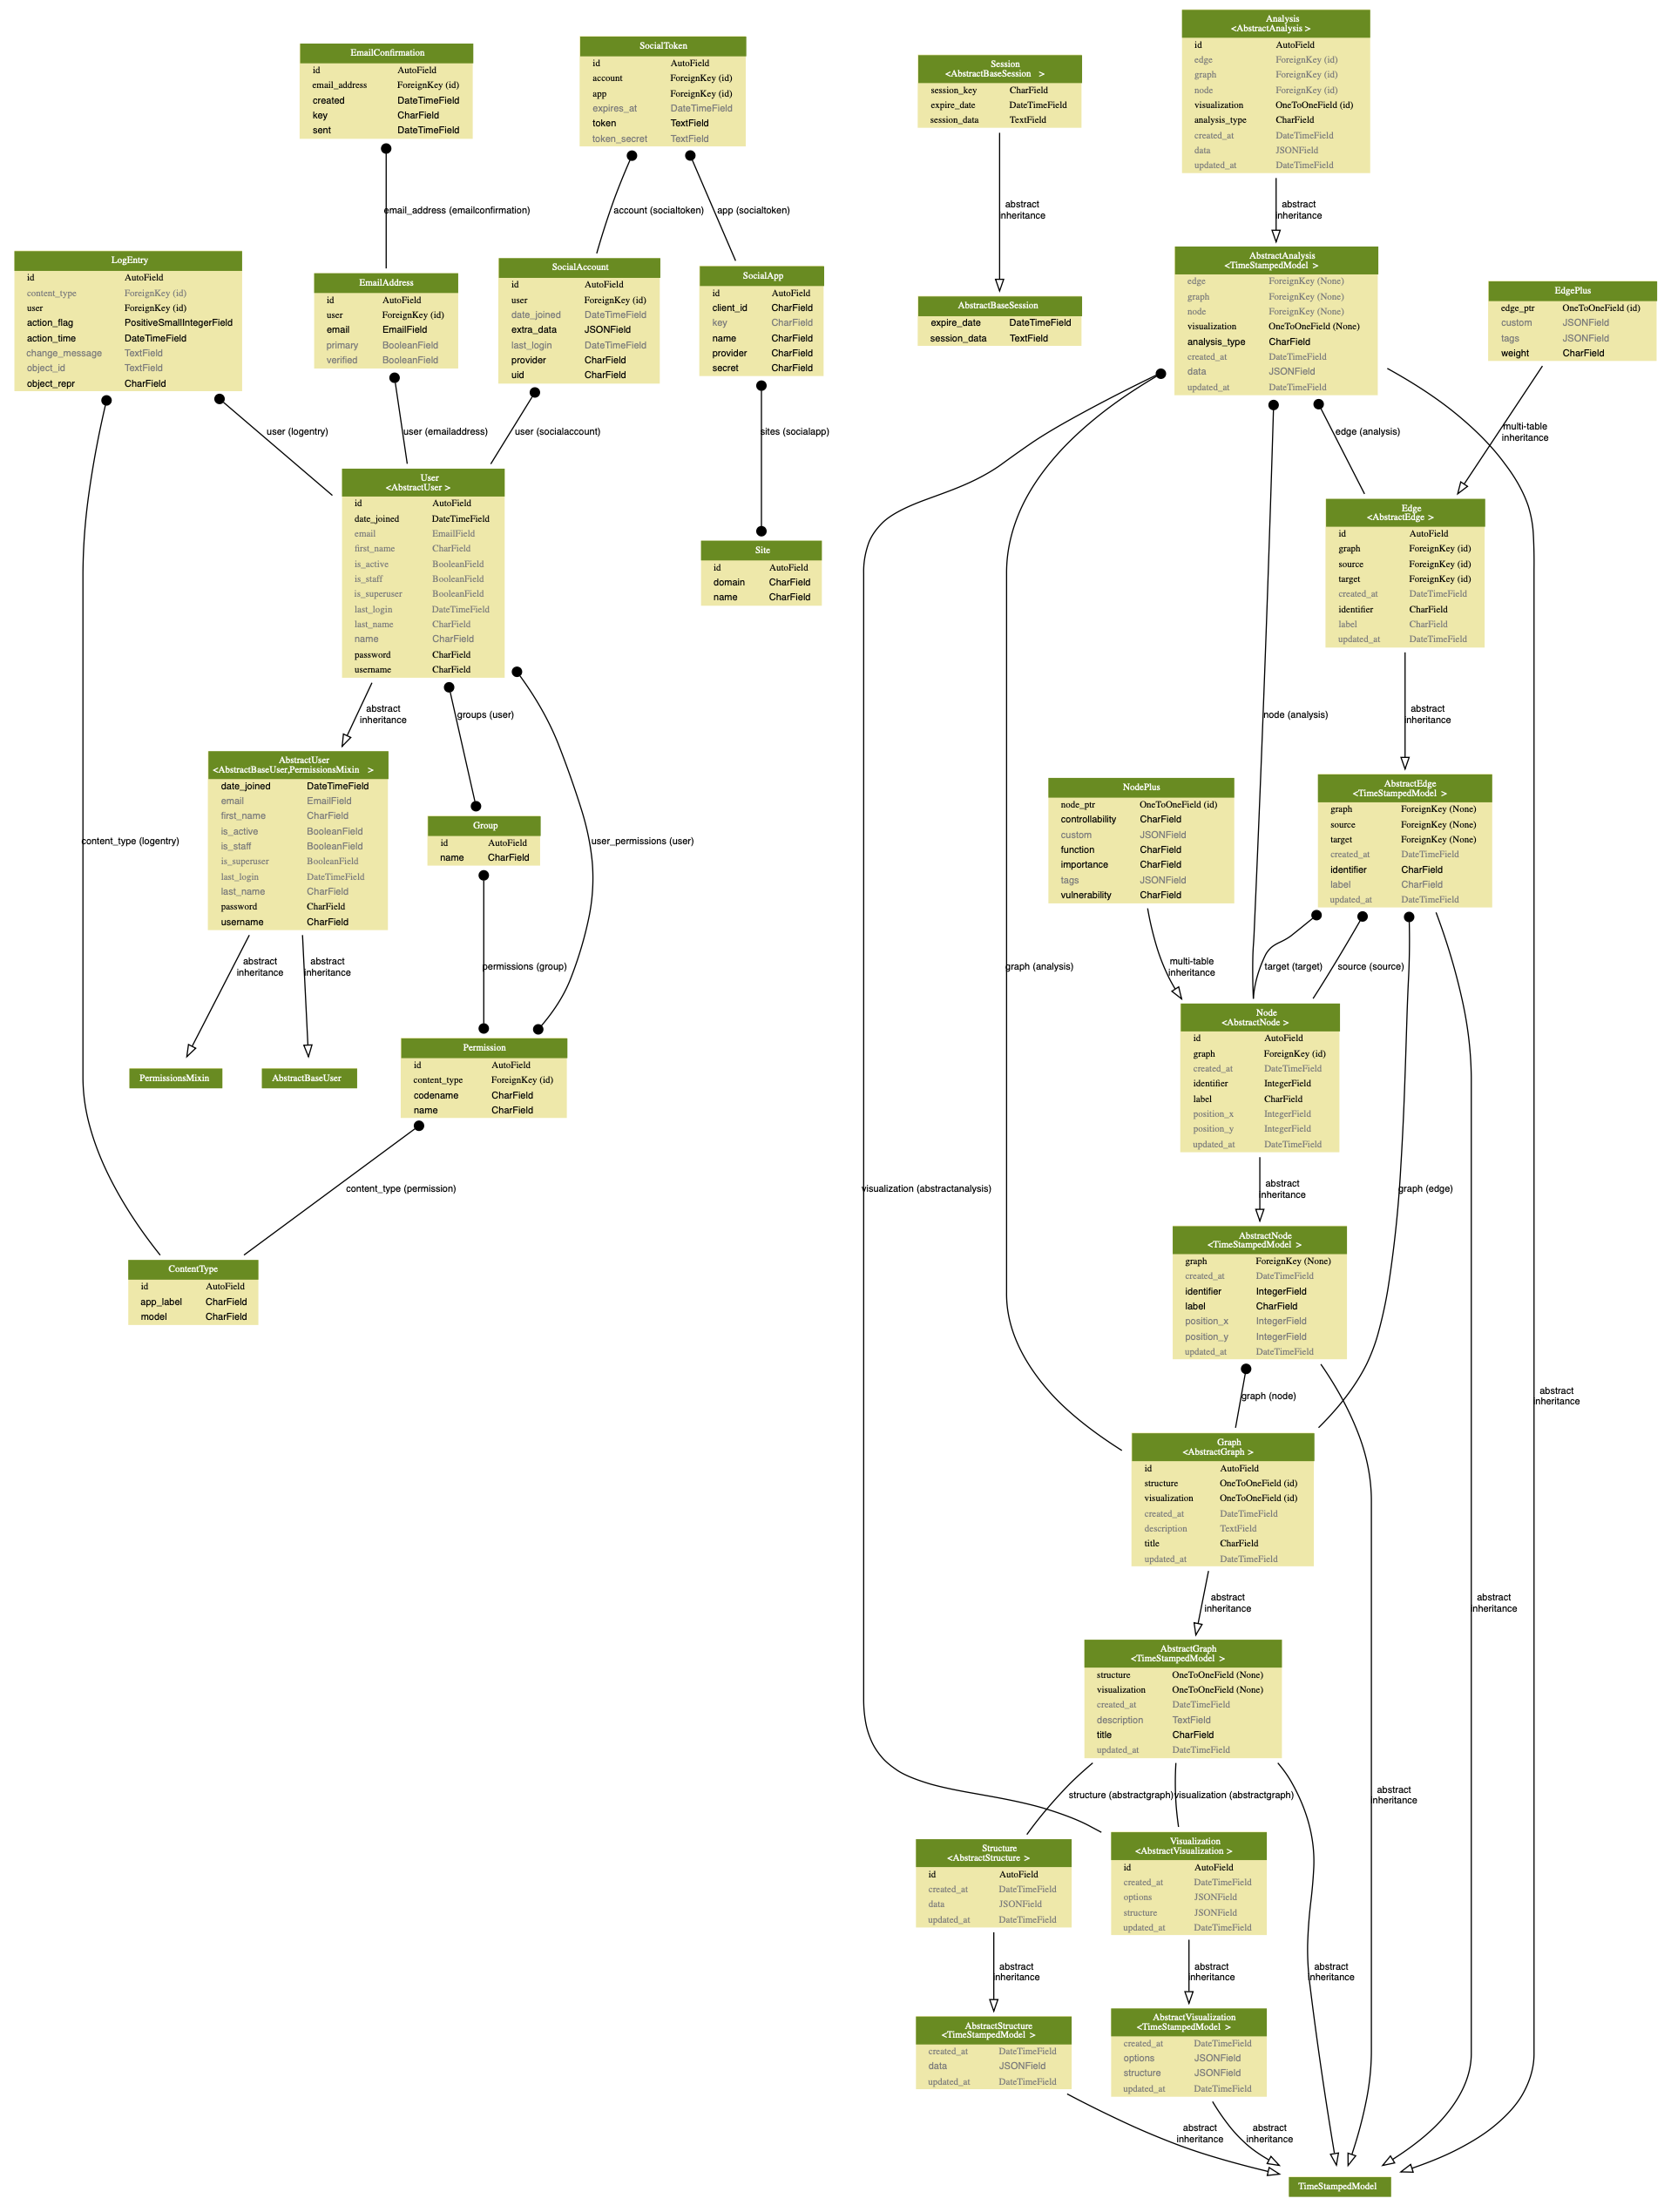 EmailConfirmation
id AutoField
email_address ForeignKey (id)
created DateTimeField
key CharField
sent DateTimeField
SocialToken
id AutoField
account ForeignKey (id)
app ForeignKey (id)
expires_at DateTimeField
token TextField
token_secret TextField
Session
<AbstractBaseSession >
session_key CharField
expire_date DateTimeField
session_data TextField
Analysis
<AbstractAnalysis >
id AutoField
edge ForeignKey (id)
graph ForeignKey (id)
node ForeignKey (id)
visualization OneToOneField (id)
analysis_type CharField
created_at DateTimeField
data JSONField
updated_at DateTimeField
email_address (emailconfirmation)
account (socialtoken)
app (socialtoken)
abstract
inheritance
abstract
inheritance
LogEntry
id AutoField
content_type ForeignKey (id)
user ForeignKey (id)
action_flag PositiveSmallIntegerField
action_time DateTimeField
change_message TextField
object_id TextField
object_repr CharField
EmailAddress
id AutoField
user ForeignKey (id)
email EmailField
primary BooleanField
verified BooleanField
SocialAccount
id AutoField
user ForeignKey (id)
date_joined DateTimeField
extra_data JSONField
last_login DateTimeField
provider CharField
uid CharField
SocialApp
id AutoField
client_id CharField
key CharField
name CharField
provider CharField
secret CharField
AbstractBaseSession
expire_date DateTimeField
session_data TextField
AbstractAnalysis
<TimeStampedModel >
edge ForeignKey (None)
graph ForeignKey (None)
node ForeignKey (None)
visualization OneToOneField (None)
analysis_type CharField
created_at DateTimeField
data JSONField
updated_at DateTimeField
EdgePlus
edge_ptr OneToOneField (id)
custom JSONField
tags JSONField
weight CharField
user (logentry)
user (emailaddress)
user (socialaccount)
sites (socialapp)
edge (analysis)
multi-table
inheritance
User
<AbstractUser >
id AutoField
date_joined DateTimeField
email EmailField
first_name CharField
is_active BooleanField
is_staff BooleanField
is_superuser BooleanField
last_login DateTimeField
last_name CharField
name CharField
password CharField
username CharField
Site
id AutoField
domain CharField
name CharField
Edge
<AbstractEdge >
id AutoField
graph ForeignKey (id)
source ForeignKey (id)
target ForeignKey (id)
created_at DateTimeField
identifier CharField
label CharField
updated_at DateTimeField
abstract
inheritance
groups (user)
node (analysis)
abstract
inheritance
AbstractUser
<AbstractBaseUser,PermissionsMixin >
date_joined DateTimeField
email EmailField
first_name CharField
is_active BooleanField
is_staff BooleanField
is_superuser BooleanField
last_login DateTimeField
last_name CharField
password CharField
username CharField
Group
id AutoField
name CharField
content_type (logentry)
user_permissions (user)
NodePlus
node_ptr OneToOneField (id)
controllability CharField
custom JSONField
function CharField
importance CharField
tags JSONField
vulnerability CharField
AbstractEdge
<TimeStampedModel >
graph ForeignKey (None)
source ForeignKey (None)
target ForeignKey (None)
created_at DateTimeField
identifier CharField
label CharField
updated_at DateTimeField
abstract
inheritance
abstract
inheritance
permissions (group)
graph (analysis)
multi-table
inheritance
target (target)
source (source)
PermissionsMixin
AbstractBaseUser
Permission
id AutoField
content_type ForeignKey (id)
codename CharField
name CharField
Node
<AbstractNode >
id AutoField
graph ForeignKey (id)
created_at DateTimeField
identifier IntegerField
label CharField
position_x IntegerField
position_y IntegerField
updated_at DateTimeField
content_type (permission)
visualization (abstractanalysis)
abstract
inheritance
graph (edge)
ContentType
id AutoField
app_label CharField
model CharField
AbstractNode
<TimeStampedModel >
graph ForeignKey (None)
created_at DateTimeField
identifier IntegerField
label CharField
position_x IntegerField
position_y IntegerField
updated_at DateTimeField
graph (node)
abstract
inheritance
Graph
<AbstractGraph >
id AutoField
structure OneToOneField (id)
visualization OneToOneField (id)
created_at DateTimeField
description TextField
title CharField
updated_at DateTimeField
abstract
inheritance
abstract
inheritance
AbstractGraph
<TimeStampedModel >
structure OneToOneField (None)
visualization OneToOneField (None)
created_at DateTimeField
description TextField
title CharField
updated_at DateTimeField
structure (abstractgraph)
visualization (abstractgraph)
abstract
inheritance
Structure
<AbstractStructure >
id AutoField
created_at DateTimeField
data JSONField
updated_at DateTimeField
Visualization
<AbstractVisualization >
id AutoField
created_at DateTimeField
options JSONField
structure JSONField
updated_at DateTimeField
abstract
inheritance
abstract
inheritance
abstract
inheritance
AbstractStructure
<TimeStampedModel >
created_at DateTimeField
data JSONField
updated_at DateTimeField
AbstractVisualization
<TimeStampedModel >
created_at DateTimeField
options JSONField
structure JSONField
updated_at DateTimeField
abstract
inheritance
abstract
inheritance
TimeStampedModel